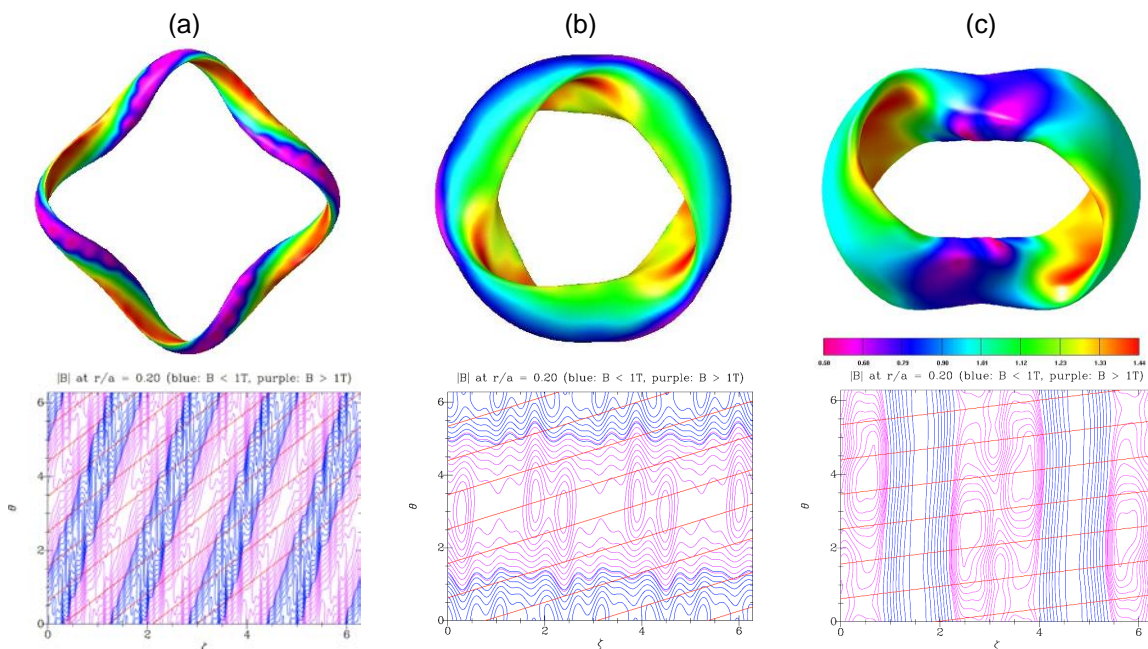 (a)
(b)
(c)
0.50 0.68 0.79 0.90 1.01 1.12 1.23 1.33 1.44
|B| at r/a = 0.20 (blue: B < 1T, purple: B > 1T)
|B| at r/a = 0.20 (blue: B < 1T, purple: B > 1T)
|B| at r/a = 0.20 (blue: B < 1T, purple: B > 1T)
θ
6
4
2
0
0 2 4 6
ζ
θ
6
4
2
0
0 2 4 6
ζ
θ
6
4
2
0
0 2 4 6
ζ